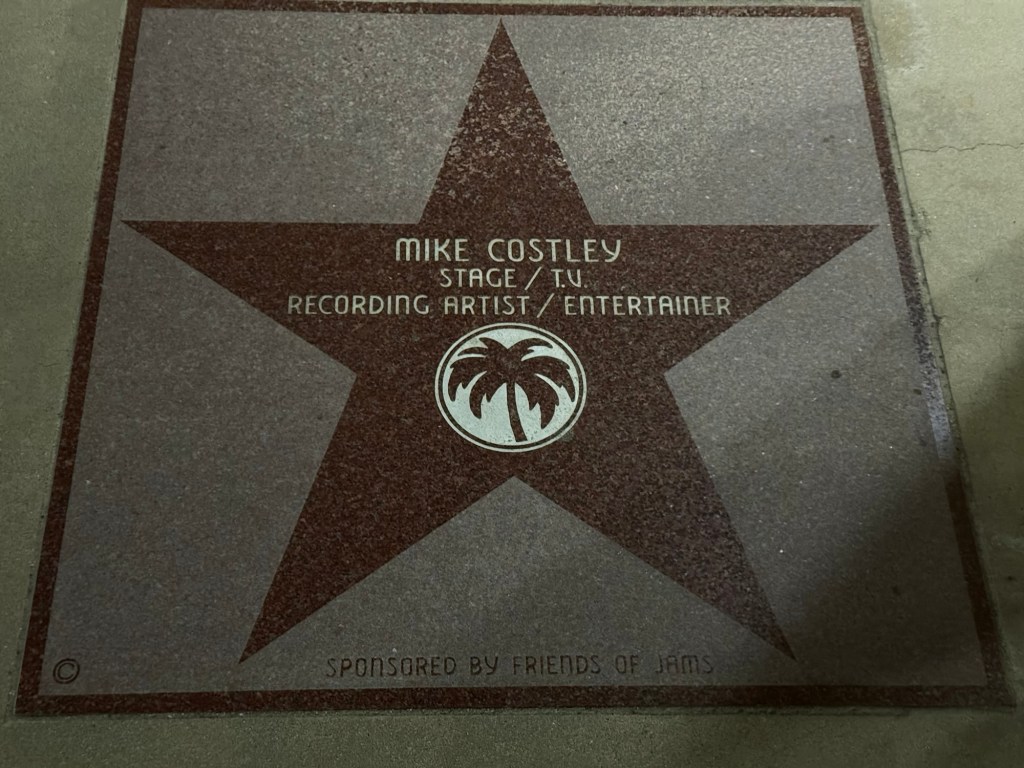 MIKE COSTLEY
STAGE / T.V.
RECORDING ARTIST / ENTERTAINER
©
SPONSORED BY FRIENDS OF JAMS